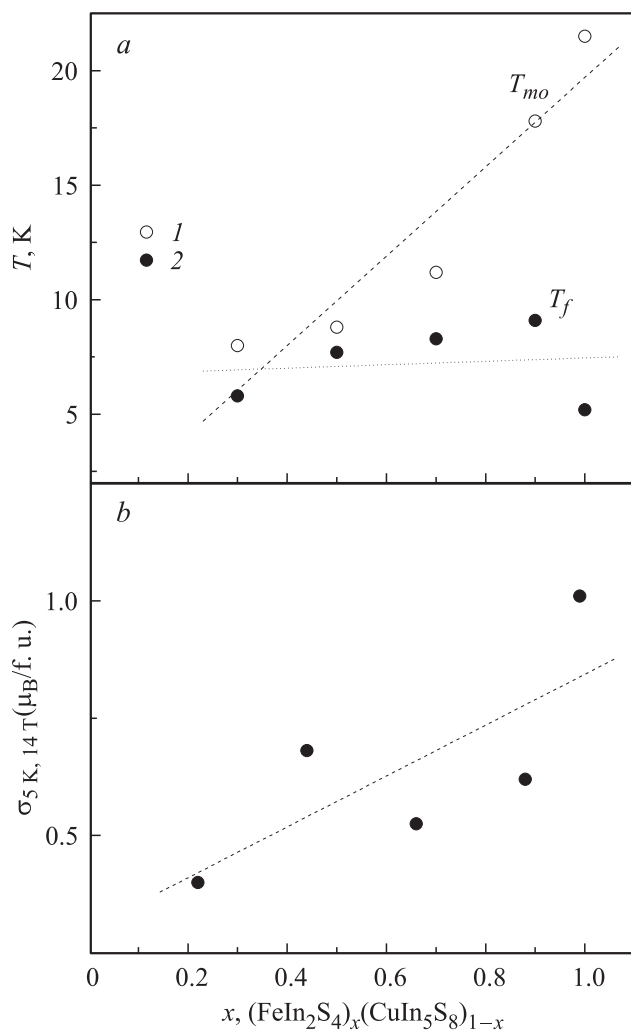 a
20
T_mo
15
T, K
1
2
10
T_f
5
b
1.0
σ_5 K, 14 T(μ_B/f. u.)
0.5
0 0.2 0.4 0.6 0.8 1.0
x, (FeIn₂S₄)ₓ(CuIn₅S₈)₁₋ₓ